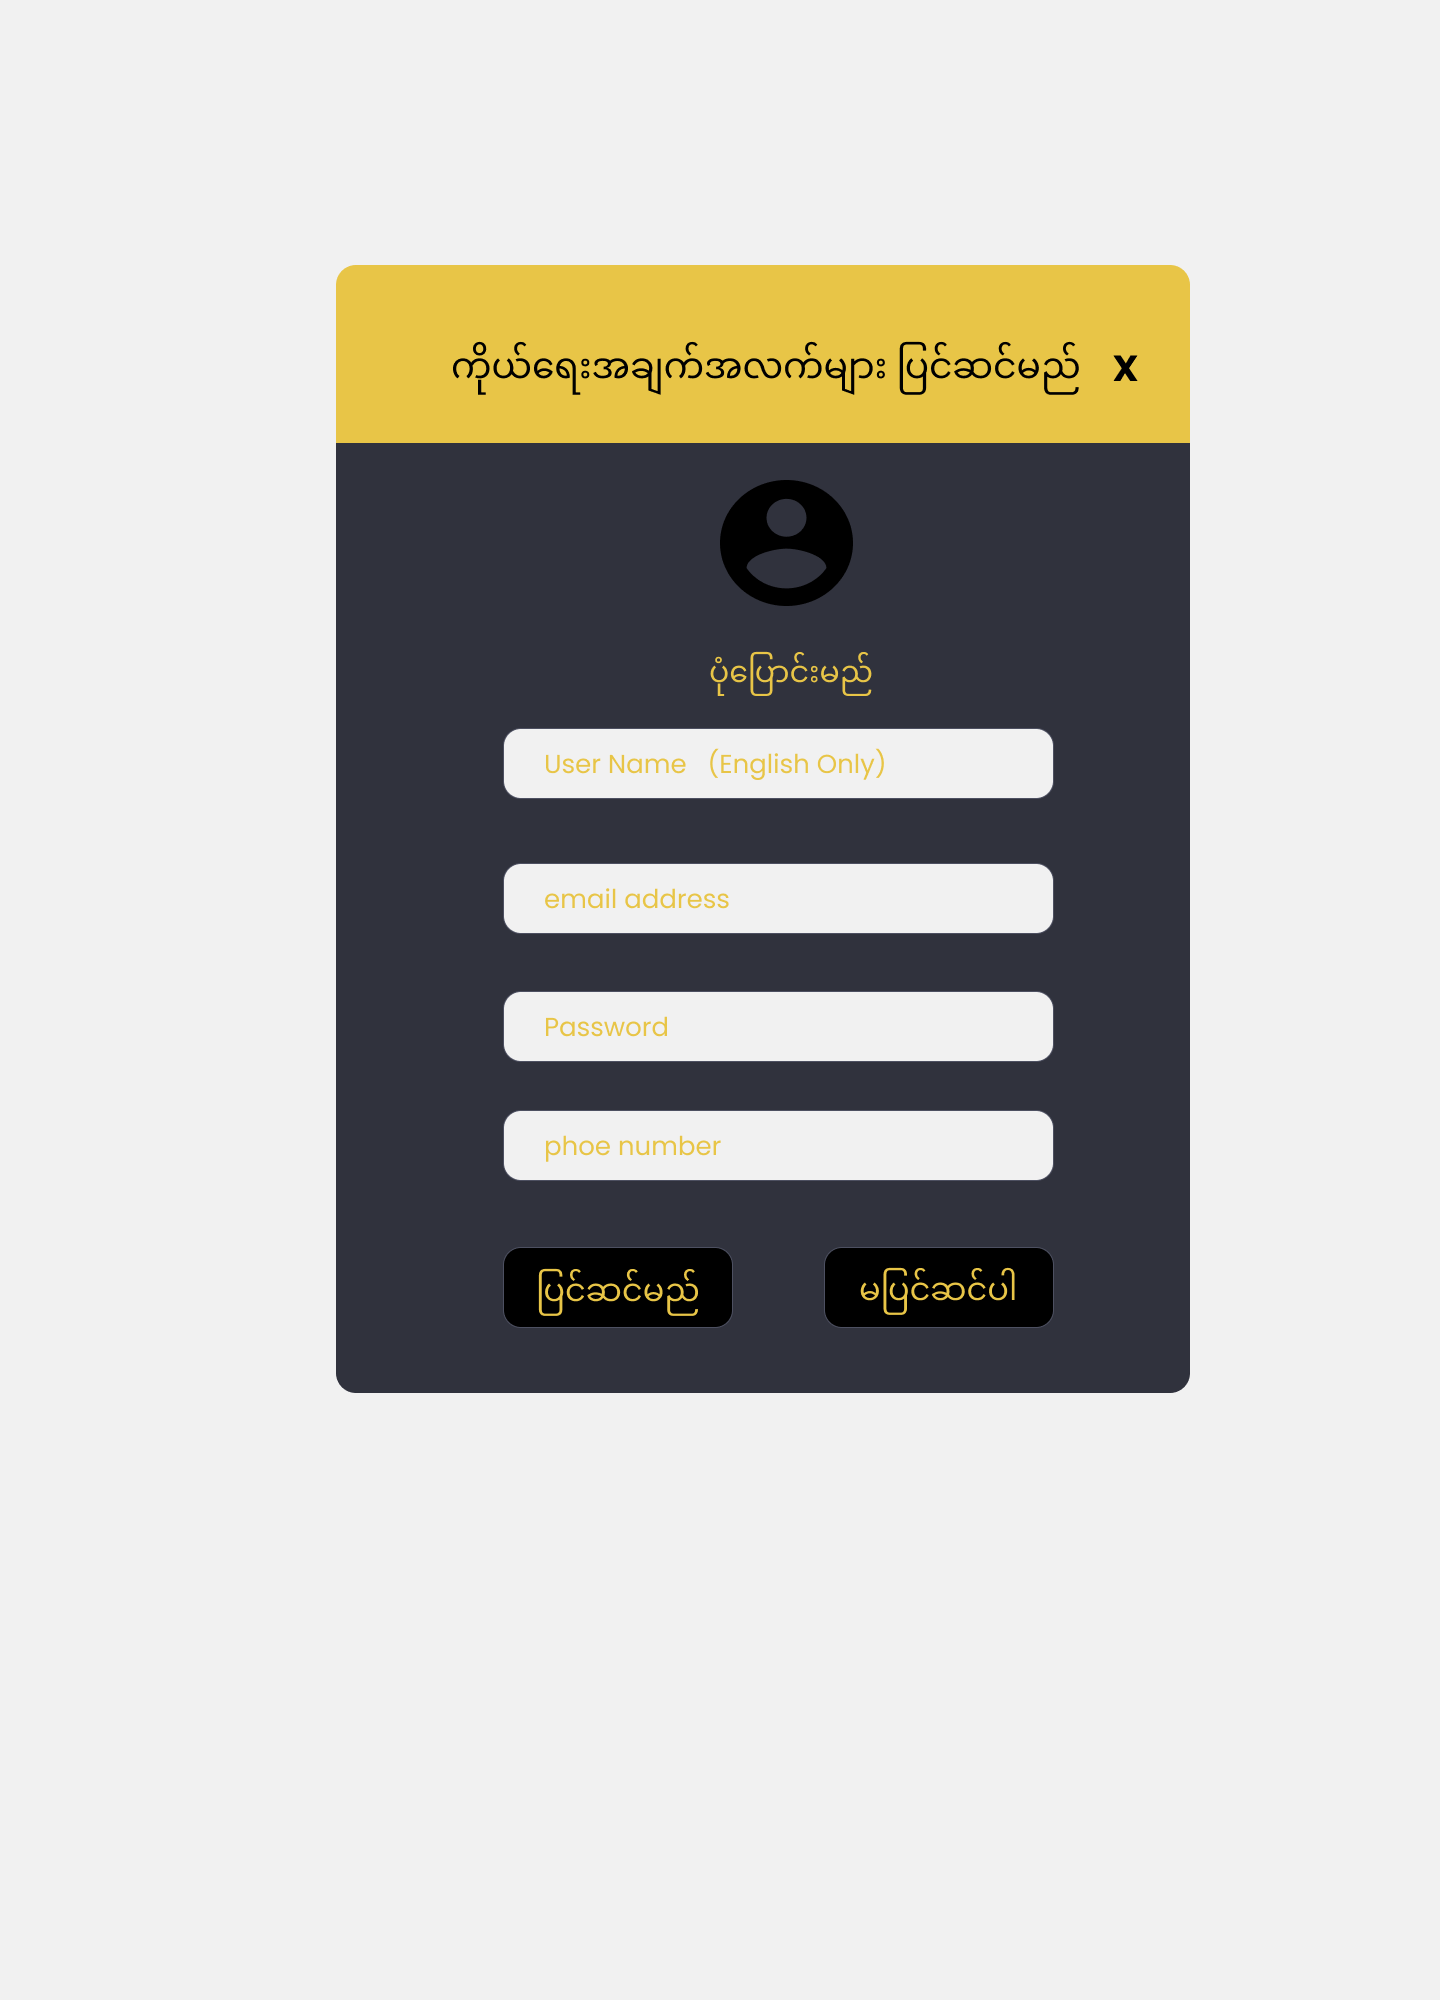 ကိုယ်ရေးအချက်အလက်များ ပြင်ဆင်မည် x
ပုံပြောင်းမည်
User Name (English Only)
email address
Password
phoe number
ပြင်ဆင်မည် မပြင်ဆင်ပါ